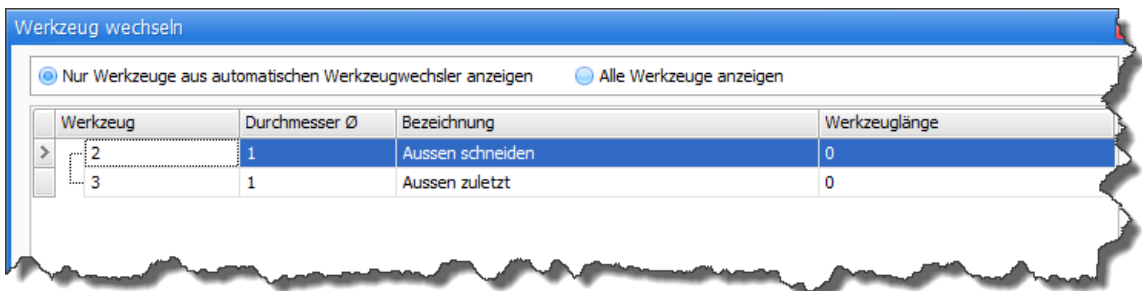 Werkzeug wechseln
Nur Werkzeuge aus automatischen Werkzeugwechsler anzeigen Alle Werkzeuge anzeigen
Werkzeug Durchmesser Ø Bezeichnung Werkzeuglänge
2 1 Aussen schneiden 0
3 1 Aussen zuletzt 0